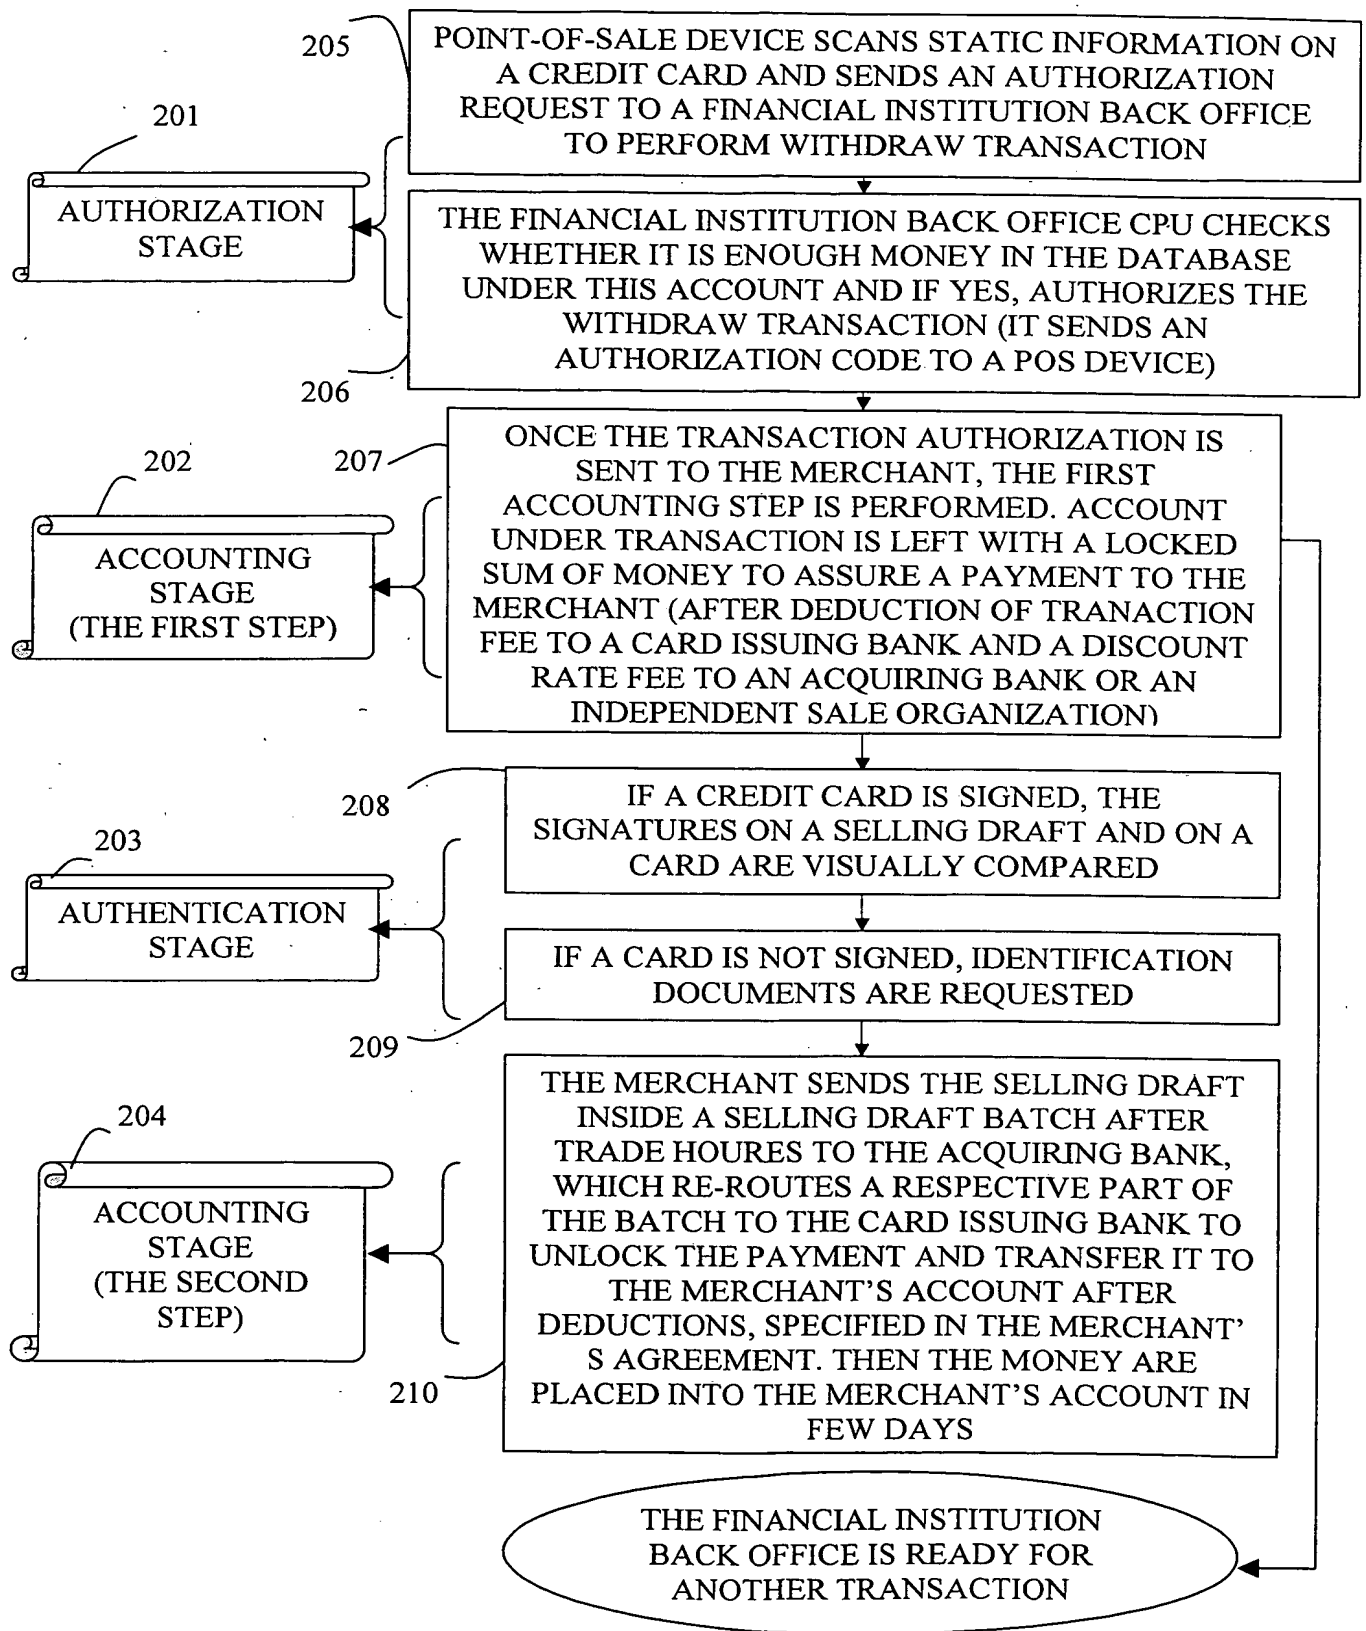 205
POINT-OF-SALE DEVICE SCANS STATIC INFORMATION ON
A CREDIT CARD AND SENDS AN AUTHORIZATION
REQUEST TO A FINANCIAL INSTITUTION BACK OFFICE
TO PERFORM WITHDRAW TRANSACTION
201
AUTHORIZATION
STAGE
THE FINANCIAL INSTITUTION BACK OFFICE CPU CHECKS
WHETHER IT IS ENOUGH MONEY IN THE DATABASE
UNDER THIS ACCOUNT AND IF YES, AUTHORIZES THE
WITHDRAW TRANSACTION (IT SENDS AN
AUTHORIZATION CODE TO A POS DEVICE)
206
202
207
ACCOUNTING
STAGE
(THE FIRST STEP)
ONCE THE TRANSACTION AUTHORIZATION IS
SENT TO THE MERCHANT, THE FIRST
ACCOUNTING STEP IS PERFORMED. ACCOUNT
UNDER TRANSACTION IS LEFT WITH A LOCKED
SUM OF MONEY TO ASSURE A PAYMENT TO THE
MERCHANT (AFTER DEDUCTION OF TRANACTION
FEE TO A CARD ISSUING BANK AND A DISCOUNT
RATE FEE TO AN ACQUIRING BANK OR AN
INDEPENDENT SALE ORGANIZATION)
208
IF A CREDIT CARD IS SIGNED, THE
SIGNATURES ON A SELLING DRAFT AND ON A
CARD ARE VISUALLY COMPARED
203
AUTHENTICATION
STAGE
IF A CARD IS NOT SIGNED, IDENTIFICATION
DOCUMENTS ARE REQUESTED
209
204
ACCOUNTING
STAGE
(THE SECOND
STEP)
THE MERCHANT SENDS THE SELLING DRAFT
INSIDE A SELLING DRAFT BATCH AFTER
TRADE HOURES TO THE ACQUIRING BANK,
WHICH RE-ROUTES A RESPECTIVE PART OF
THE BATCH TO THE CARD ISSUING BANK TO
UNLOCK THE PAYMENT AND TRANSFER IT TO
THE MERCHANT'S ACCOUNT AFTER
DEDUCTIONS, SPECIFIED IN THE MERCHANT'
S AGREEMENT. THEN THE MONEY ARE
PLACED INTO THE MERCHANT'S ACCOUNT IN
FEW DAYS
210
THE FINANCIAL INSTITUTION
BACK OFFICE IS READY FOR
ANOTHER TRANSACTION